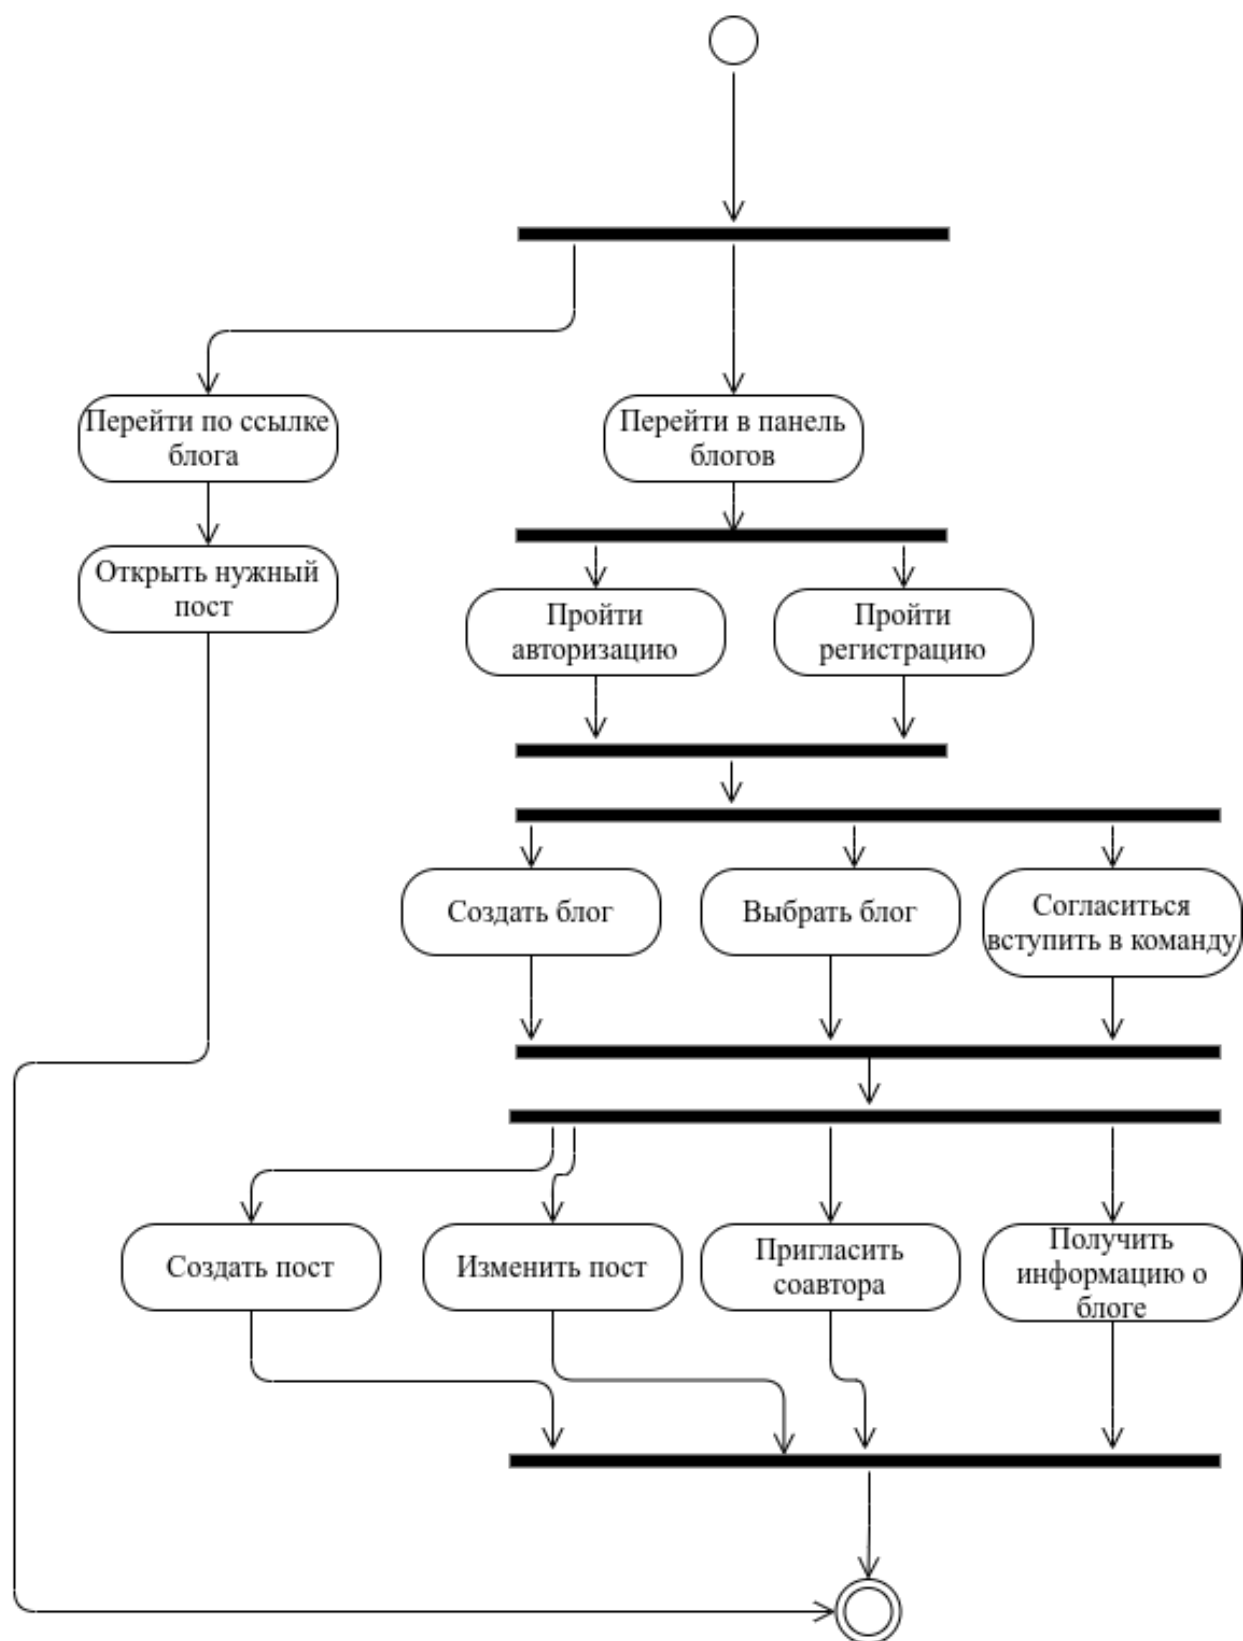 Перейти по ссылке
блога
Перейти в панель
блогов
Открыть нужный
пост
Пройти
авторизацию
Пройти
регистрацию
Создать блог
Выбрать блог
Согласиться
вступить в команду
Создать пост
Изменить пост
Пригласить
соавтора
Получить
информацию о
блоге